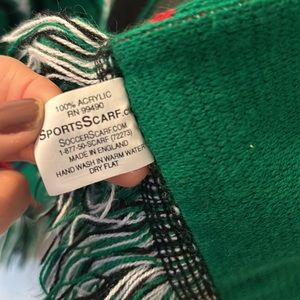 100% ACRYLIC
RN 99490
SPORTSSCARF.C
SOCCERSCARF.COM
1-877-50-SCARF (72273)
MADE IN ENGLAND
HAND WASH IN WARM WATER
DRY FLAT